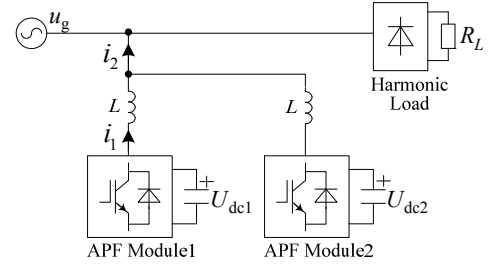 u_g
i_2
R_L
Harmonic
Load
L
L
i_1
+
U_dc1
+
U_dc2
APF Module1
APF Module2